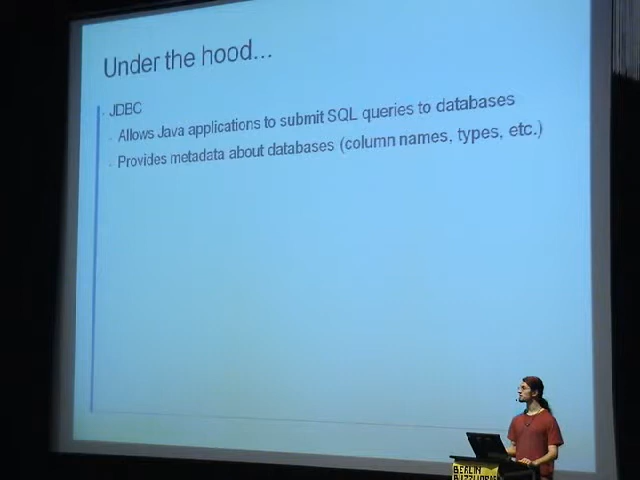 Under the hood...
JDBC
Allows Java applications to submit SQL queries to databases
Provides metadata about databases (column names, types, etc.)
BERLIN